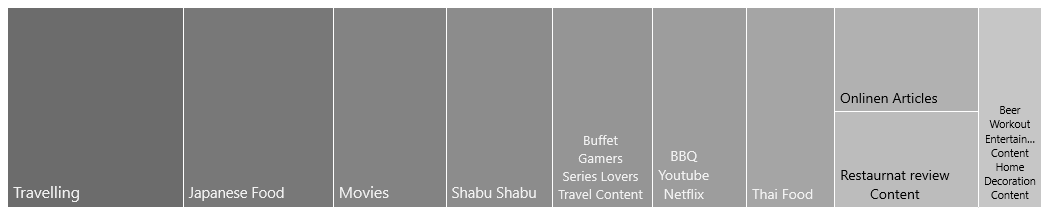 Travelling
Japanese Food
Movies
Shabu Shabu
Buffet
Gamers
Series Lovers
Travel Content
BBQ
Youtube
Netflix
Thai Food
Onlinen Articles
Restaurnat review
Content
Beer
Workout
Entertain...
Content
Home
Decoration
Content